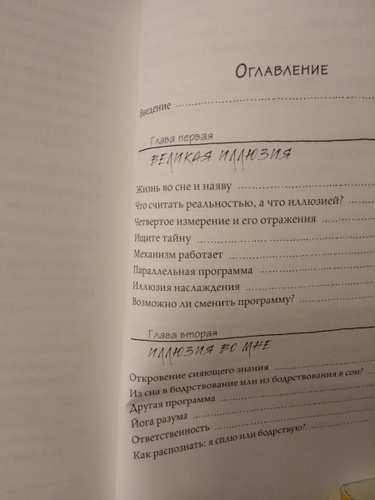 Оглавление
Введение
Глава первая
ВЕЛИКАЯ ИЛЛЮЗИЯ
Жизнь во сне и наяву
Что считать реальностью, а что иллюзией?
Четвертое измерение и его отражения
Ищите тайну
Механизм работает
Параллельная программа
Иллюзия наслаждения
Возможно ли сменить программу?
Глава вторая
ИЛЛЮЗИЯ ВО МНЕ
Откровение сияющего знания
Из сна в бодрствование или из бодрствования в сон?
Другая программа
Йога разума
Ответственность
Как распознать: я сплю или бодрствую?